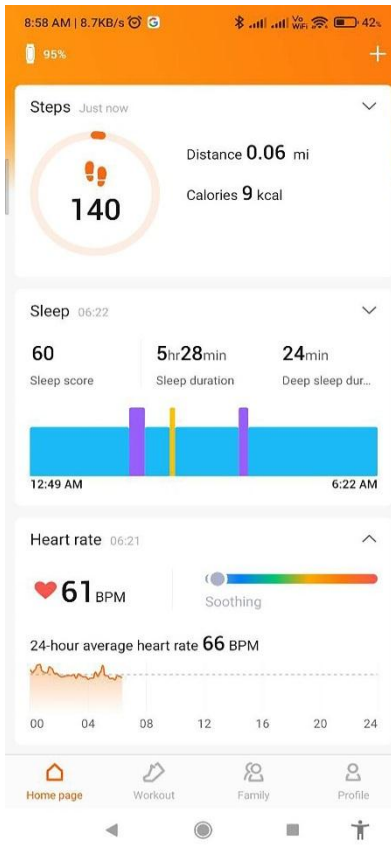 8:58 AM | 8.7KB/s G Vo WiFi 42%
95% +
Steps Just now
140
Distance 0.06 mi
Calories 9 kcal
Sleep 06:22
60 5hr28min 24min
Sleep score Sleep duration Deep sleep dur...
12:49 AM 6:22 AM
Heart rate 06:21
61 BPM
Soothing
24-hour average heart rate 66 BPM
00 04 08 12 16 20 24
Home page Workout Family Profile